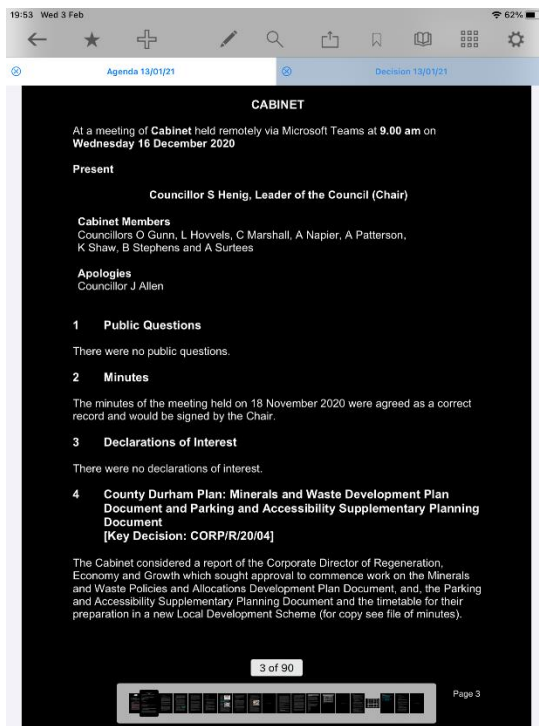 19:53 Wed 3 Feb
62%
Agenda 13/01/21
Decision 13/01/21
CABINET
At a meeting of Cabinet held remotely via Microsoft Teams at 9.00 am on
Wednesday 16 December 2020
Present
Councillor S Henig, Leader of the Council (Chair)
Cabinet Members
Councillors O Gunn, L Hovvels, C Marshall, A Napier, A Patterson,
K Shaw, B Stephens and A Surtees
Apologies
Councillor J Allen
1 Public Questions
There were no public questions.
2 Minutes
The minutes of the meeting held on 18 November 2020 were agreed as a correct
record and would be signed by the Chair.
3 Declarations of Interest
There were no declarations of interest.
4 County Durham Plan: Minerals and Waste Development Plan
Document and Parking and Accessibility Supplementary Planning
Document
[Key Decision: CORP/R/20/04]
The Cabinet considered a report of the Corporate Director of Regeneration,
Economy and Growth which sought approval to commence work on the Minerals
and Waste Policies and Allocations Development Plan Document, and, the Parking
and Accessibility Supplementary Planning Document and the timetable for their
preparation in a new Local Development Scheme (for copy see file of minutes).
3 of 90
Page 3